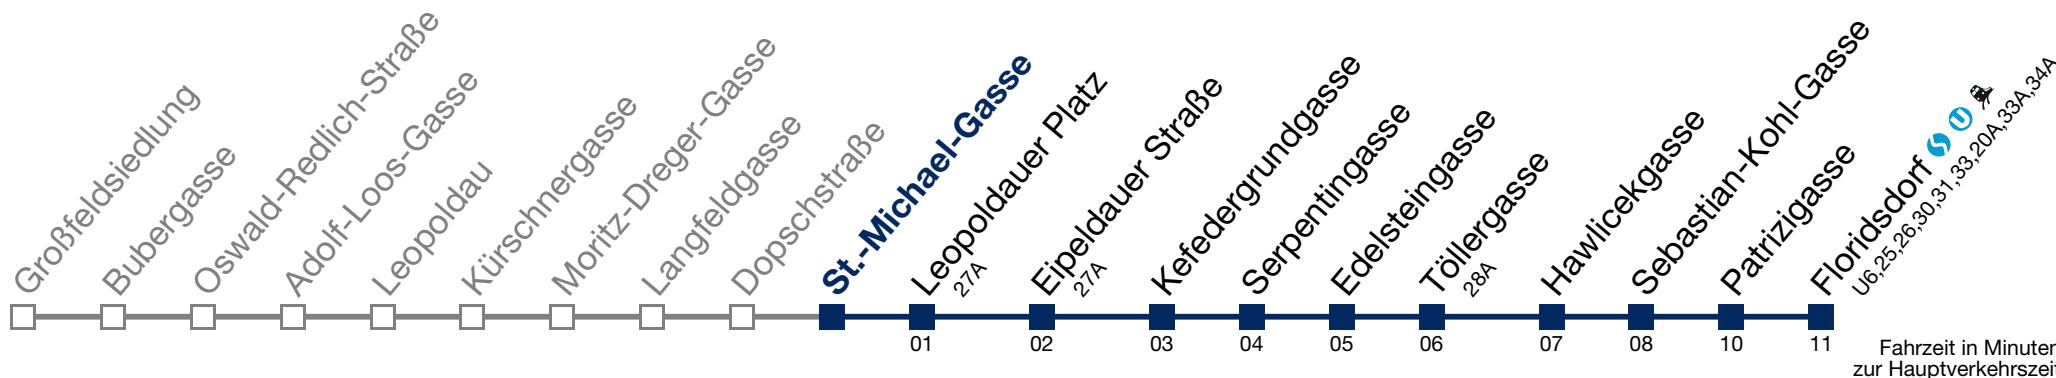 Großfeldsiedlung
Bubergasse
Oswald-Redlich-Straße
Adolf-Loos-Gasse
Leopoldau
Kürschnergasse
Moritz-Dreger-Gasse
Langfeldgasse
Dopschstraße
St.-Michael-Gasse
Leopoldauer Platz
27A
Eipeldauer Straße
27A
Kefedergrundgasse
Serpentingasse
Edelsteingasse
Töllergasse
28A
Hawlicekgasse
Sebastian-Kohl-Gasse
Patrizigasse
Floridsdorf S U
U6,25,26,30,31,33,20A,33A,34A
01
02
03
04
05
06
07
08
10
11
Fahrzeit in Minuten
zur Hauptverkehrszeit